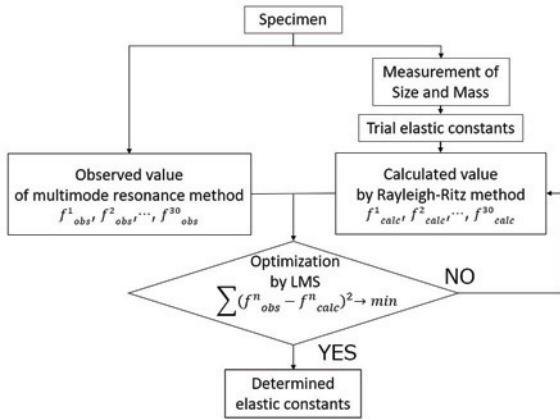 Specimen
Measurement of
Size and Mass
Trial elastic constants
Observed value
of multimode resonance method
f¹obs, f²obs,⋯, f³⁰obs
Calculated value
by Rayleigh-Ritz method
f¹calc, f²calc,⋯, f³⁰calc
Optimization
by LMS
∑(fⁿobs − fⁿcalc)²→ min
NO
YES
Determined
elastic constants